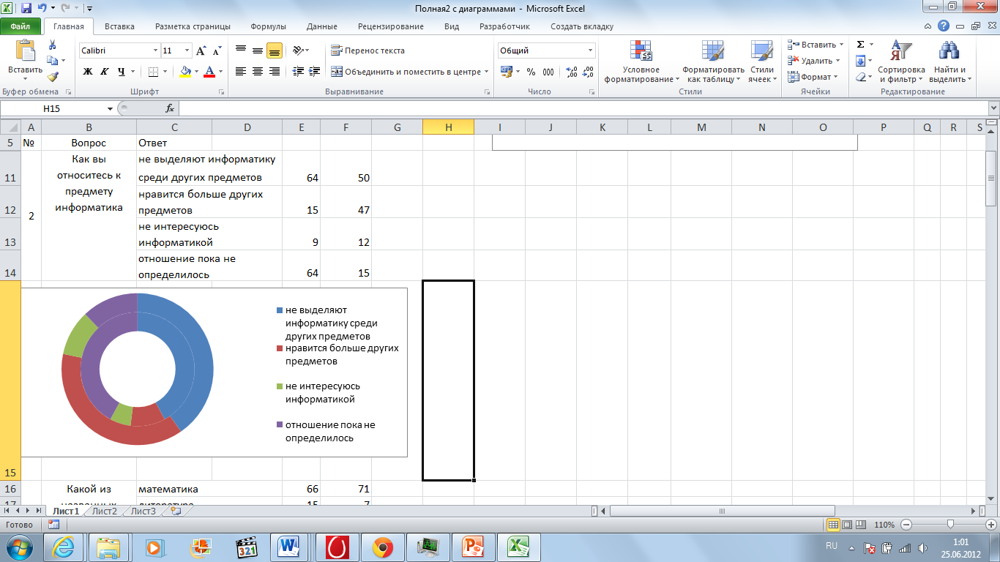 Полная2 с диаграммами - Microsoft Excel
Файл Главная Вставка Разметка страницы Формулы Данные Рецензирование Вид Разработчик Создать вкладку
Вставить
Calibri 11
Перенос текста
Объединить и поместить в центре
Общий
Ж К Ч
% 000
Условное форматирование
Форматировать как таблицу
Стили ячеек
Вставить
Удалить
Формат
Сортировка и фильтр
Найти и выделить
Буфер обмена Шрифт Выравнивание Число Стили Ячейки Редактирование
H15 fx
A B C D E F G H I J K L M N O P Q R S
5 № Вопрос Ответ
2 Как вы
относитесь к
предмету
информатика
не выделяют информатику
11 среди других предметов 64 50
нравится больше других
12 предметов 15 47
не интересуюсь
13 информатикой 9 12
отношение пока не
14 определилось 64 15
15
не выделяют
информатику среди
других предметов
нравится больше других
предметов
не интересуюсь
информатикой
отношение пока не
определилось
16 Какой из математика 66 71
17 названных литература 15 7
Лист1 Лист2 Лист3
Готово 110%
321
RU 1:01
25.06.2012